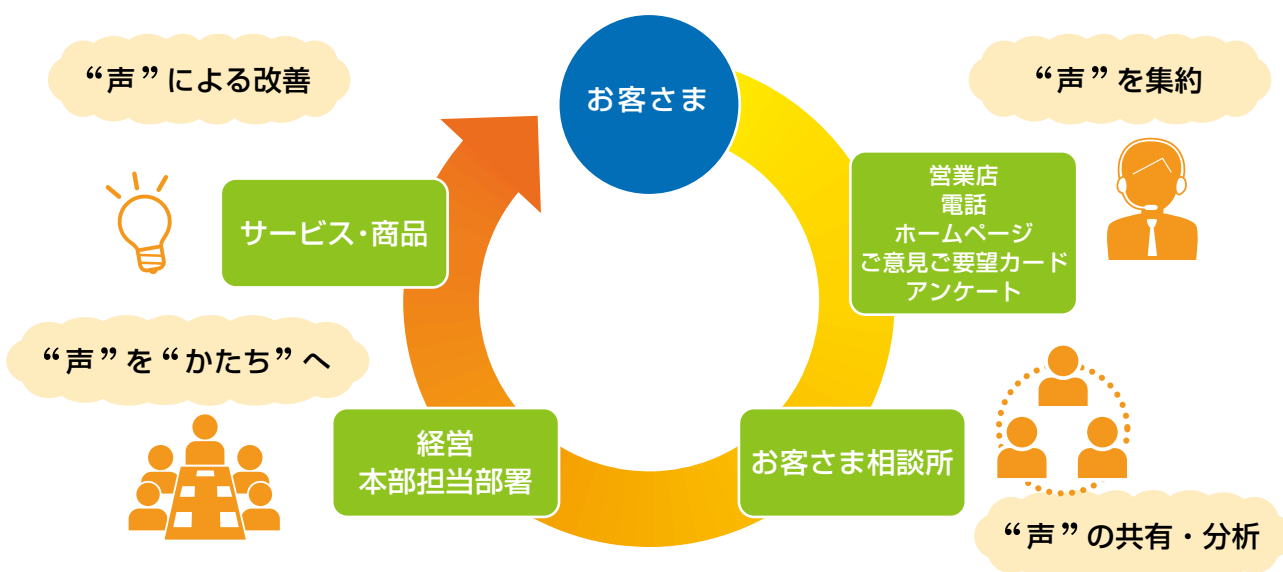 お客さま
“声”を集約
営業店
電話
ホームページ
ご意見ご要望カード
アンケート
お客さま相談所
“声”の共有・分析
経営
本部担当部署
“声”を“かたち”へ
サービス・商品
“声”による改善